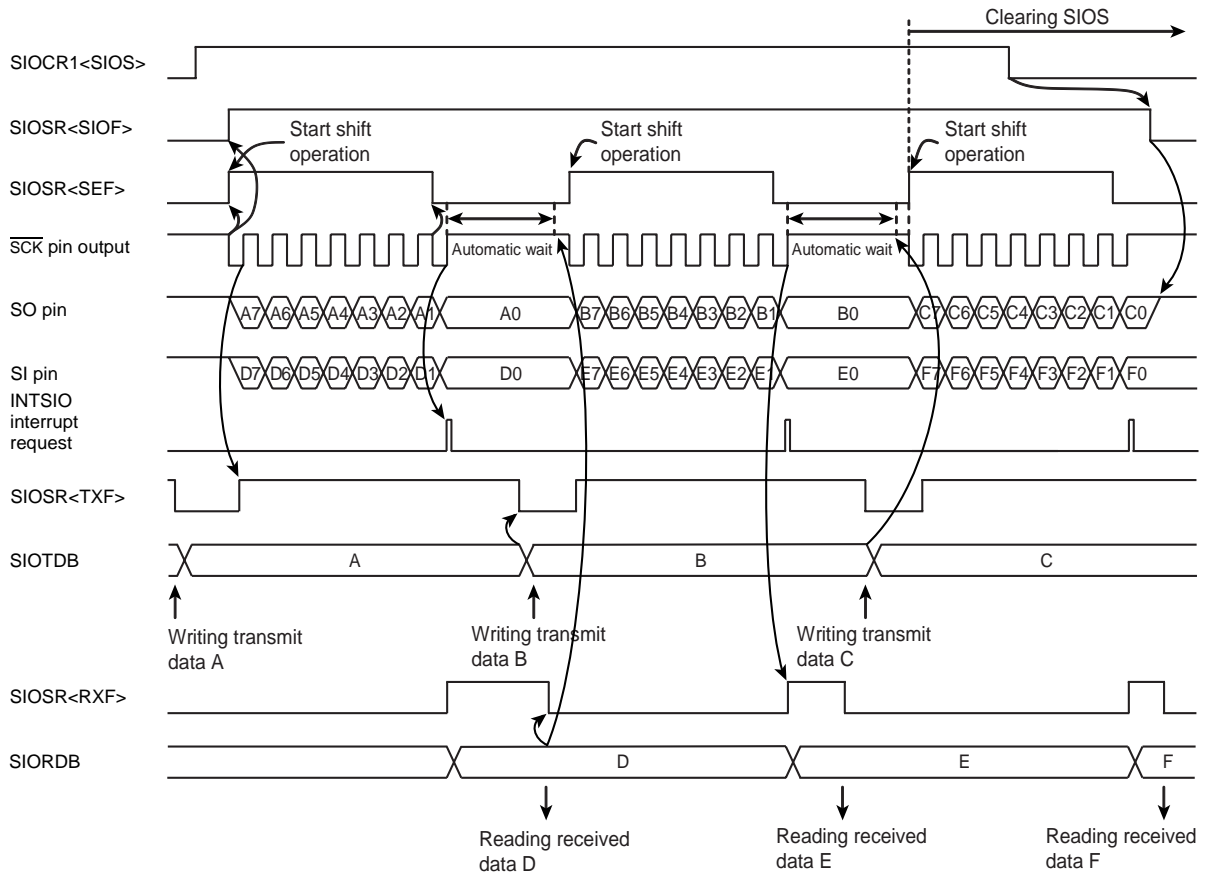 Clearing SIOS
SIOCR1<SIOS>
SIOSR<SIOF>
Start shift
operation
Start shift
operation
Start shift
operation
SIOSR<SEF>
SCK pin output
Automatic wait
Automatic wait
SO pin
A7 A6 A5 A4 A3 A2 A1 A0 B7 B6 B5 B4 B3 B2 B1 B0 C7 C6 C5 C4 C3 C2 C1 C0
SI pin
D7 D6 D5 D4 D3 D2 D1 D0 E7 E6 E5 E4 E3 E2 E1 E0 F7 F6 F5 F4 F3 F2 F1 F0
INTSIO
interrupt
request
SIOSR<TXF>
SIOTDB
A B C
Writing transmit
data A
Writing transmit
data B
Writing transmit
data C
SIOSR<RXF>
SIORDB
D E F
Reading received
data D
Reading received
data E
Reading received
data F